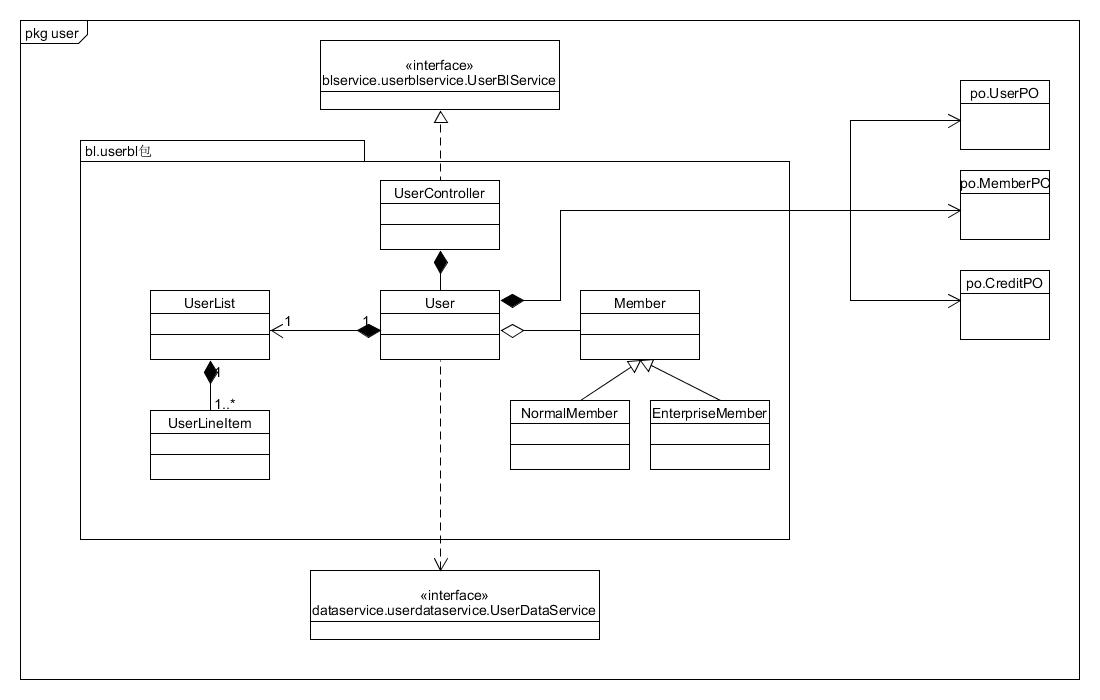 pkg user
«interface»
blservice.userblservice.UserBlService
po.UserPO
bl.userbl包
po.MemberPO
UserController
po.CreditPO
UserList
1
1
User
Member
1
1..*
UserLineItem
NormalMember
EnterpriseMember
«interface»
dataservice.userdataservice.UserDataService